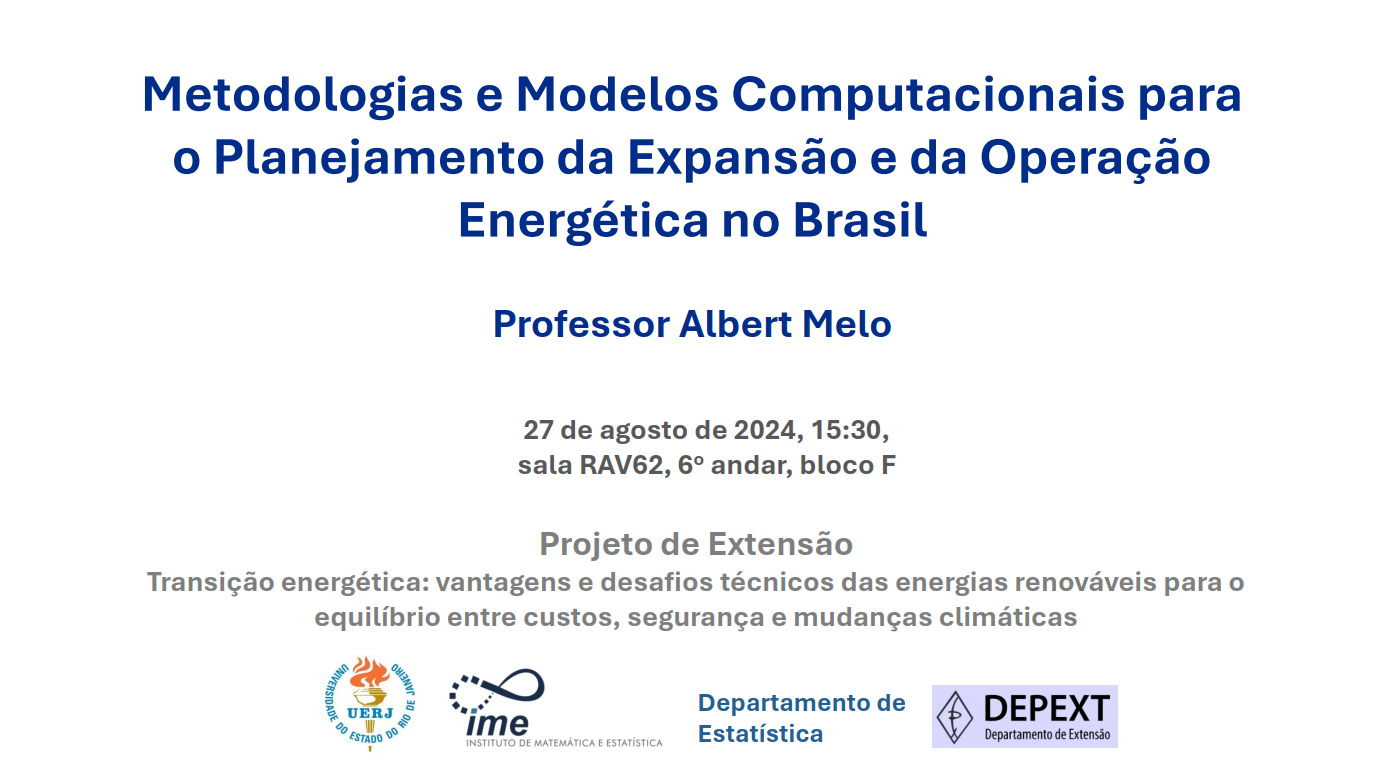 Metodologias e Modelos Computacionais para
o Planejamento da Expansão e da Operação
Energética no Brasil
Professor Albert Melo
27 de agosto de 2024, 15:30,
sala RAV62, 6º andar, bloco F
Projeto de Extensão
Transição energética: vantagens e desafios técnicos das energias renováveis para o
equilíbrio entre custos, segurança e mudanças climáticas
UNIVERSIDADE DO ESTADO DO RIO DE JANEIRO
UERJ
ime
INSTITUTO DE MATEMÁTICA E ESTATÍSTICA
Departamento de
Estatística
DEPEXT
Departamento de Extensão